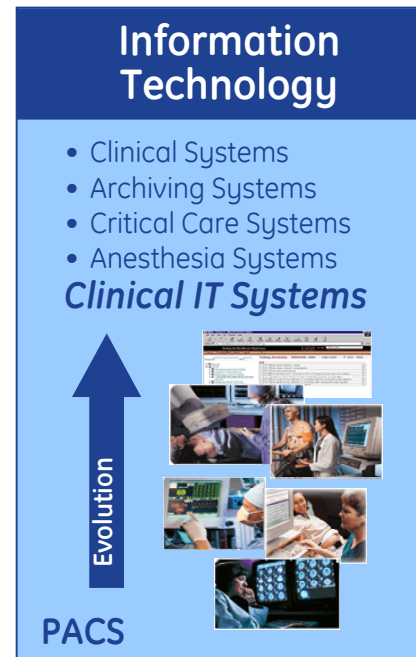 Information
Technology
• Clinical Systems
• Archiving Systems
• Critical Care Systems
• Anesthesia Systems
Clinical IT Systems
Evolution
PACS